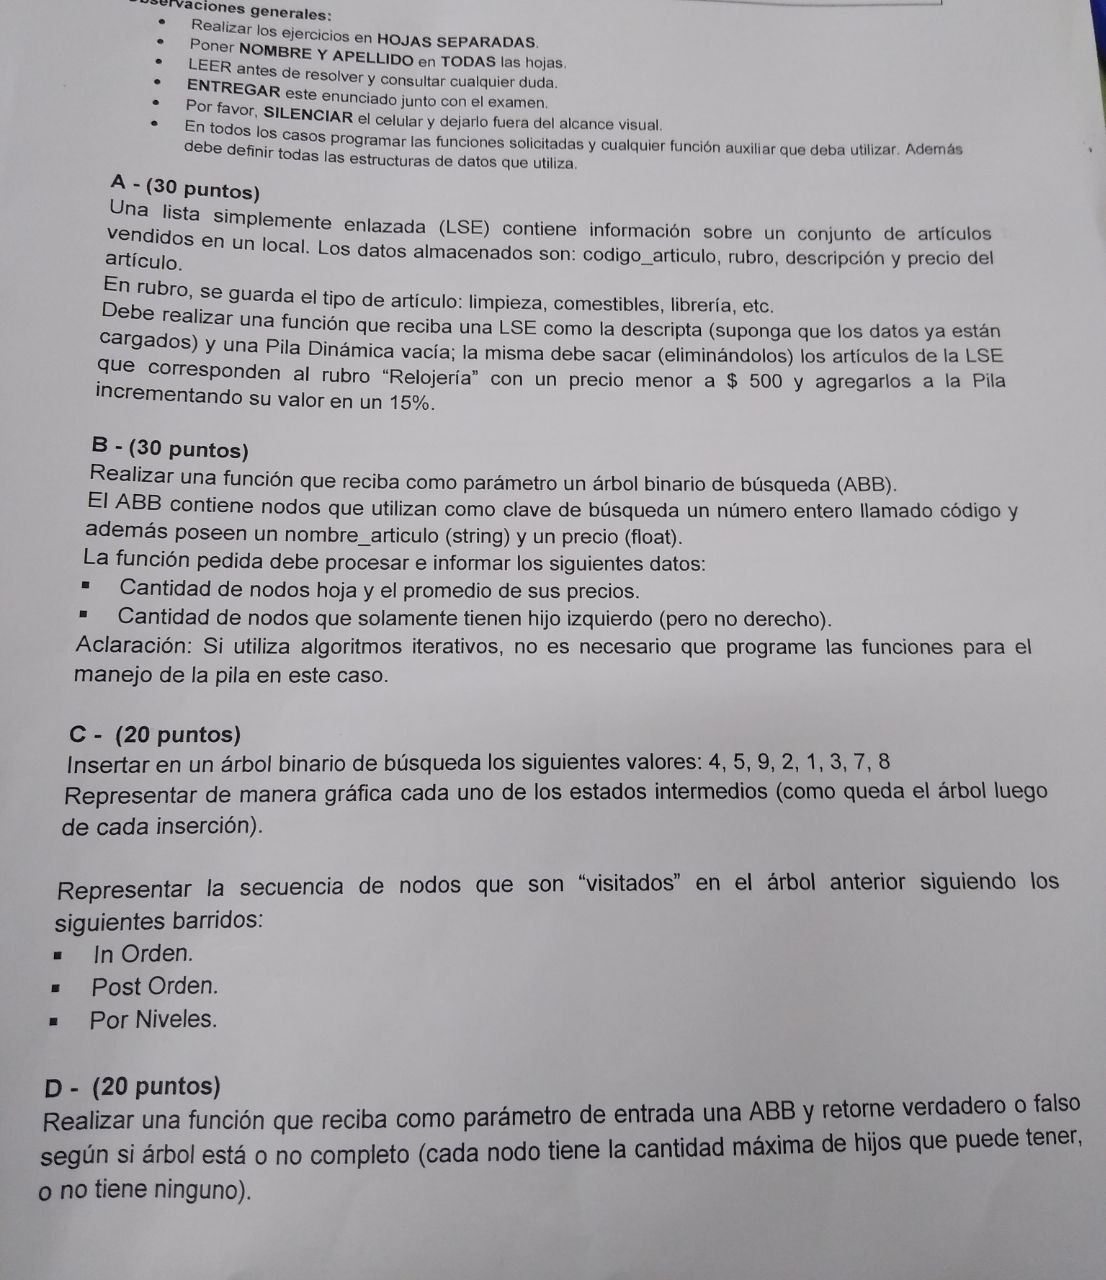 servaciones generales:
• Realizar los ejercicios en HOJAS SEPARADAS.
• Poner NOMBRE Y APELLIDO en TODAS las hojas.
• LEER antes de resolver y consultar cualquier duda.
• ENTREGAR este enunciado junto con el examen.
• Por favor, SILENCIAR el celular y dejarlo fuera del alcance visual.
• En todos los casos programar las funciones solicitadas y cualquier función auxiliar que deba utilizar. Además
debe definir todas las estructuras de datos que utiliza.
A - (30 puntos)
Una lista simplemente enlazada (LSE) contiene información sobre un conjunto de artículos
vendidos en un local. Los datos almacenados son: codigo_articulo, rubro, descripción y precio del
artículo.
En rubro, se guarda el tipo de artículo: limpieza, comestibles, librería, etc.
Debe realizar una función que reciba una LSE como la descripta (suponga que los datos ya están
cargados) y una Pila Dinámica vacía; la misma debe sacar (eliminándolos) los artículos de la LSE
que corresponden al rubro “Relojería” con un precio menor a $ 500 y agregarlos a la Pila
incrementando su valor en un 15%.
B - (30 puntos)
Realizar una función que reciba como parámetro un árbol binario de búsqueda (ABB).
El ABB contiene nodos que utilizan como clave de búsqueda un número entero llamado código y
además poseen un nombre_articulo (string) y un precio (float).
La función pedida debe procesar e informar los siguientes datos:
▪ Cantidad de nodos hoja y el promedio de sus precios.
▪ Cantidad de nodos que solamente tienen hijo izquierdo (pero no derecho).
Aclaración: Si utiliza algoritmos iterativos, no es necesario que programe las funciones para el
manejo de la pila en este caso.
C - (20 puntos)
Insertar en un árbol binario de búsqueda los siguientes valores: 4, 5, 9, 2, 1, 3, 7, 8
Representar de manera gráfica cada uno de los estados intermedios (como queda el árbol luego
de cada inserción).
Representar la secuencia de nodos que son “visitados” en el árbol anterior siguiendo los
siguientes barridos:
▪ In Orden.
▪ Post Orden.
▪ Por Niveles.
D - (20 puntos)
Realizar una función que reciba como parámetro de entrada una ABB y retorne verdadero o falso
según si árbol está o no completo (cada nodo tiene la cantidad máxima de hijos que puede tener,
o no tiene ninguno).